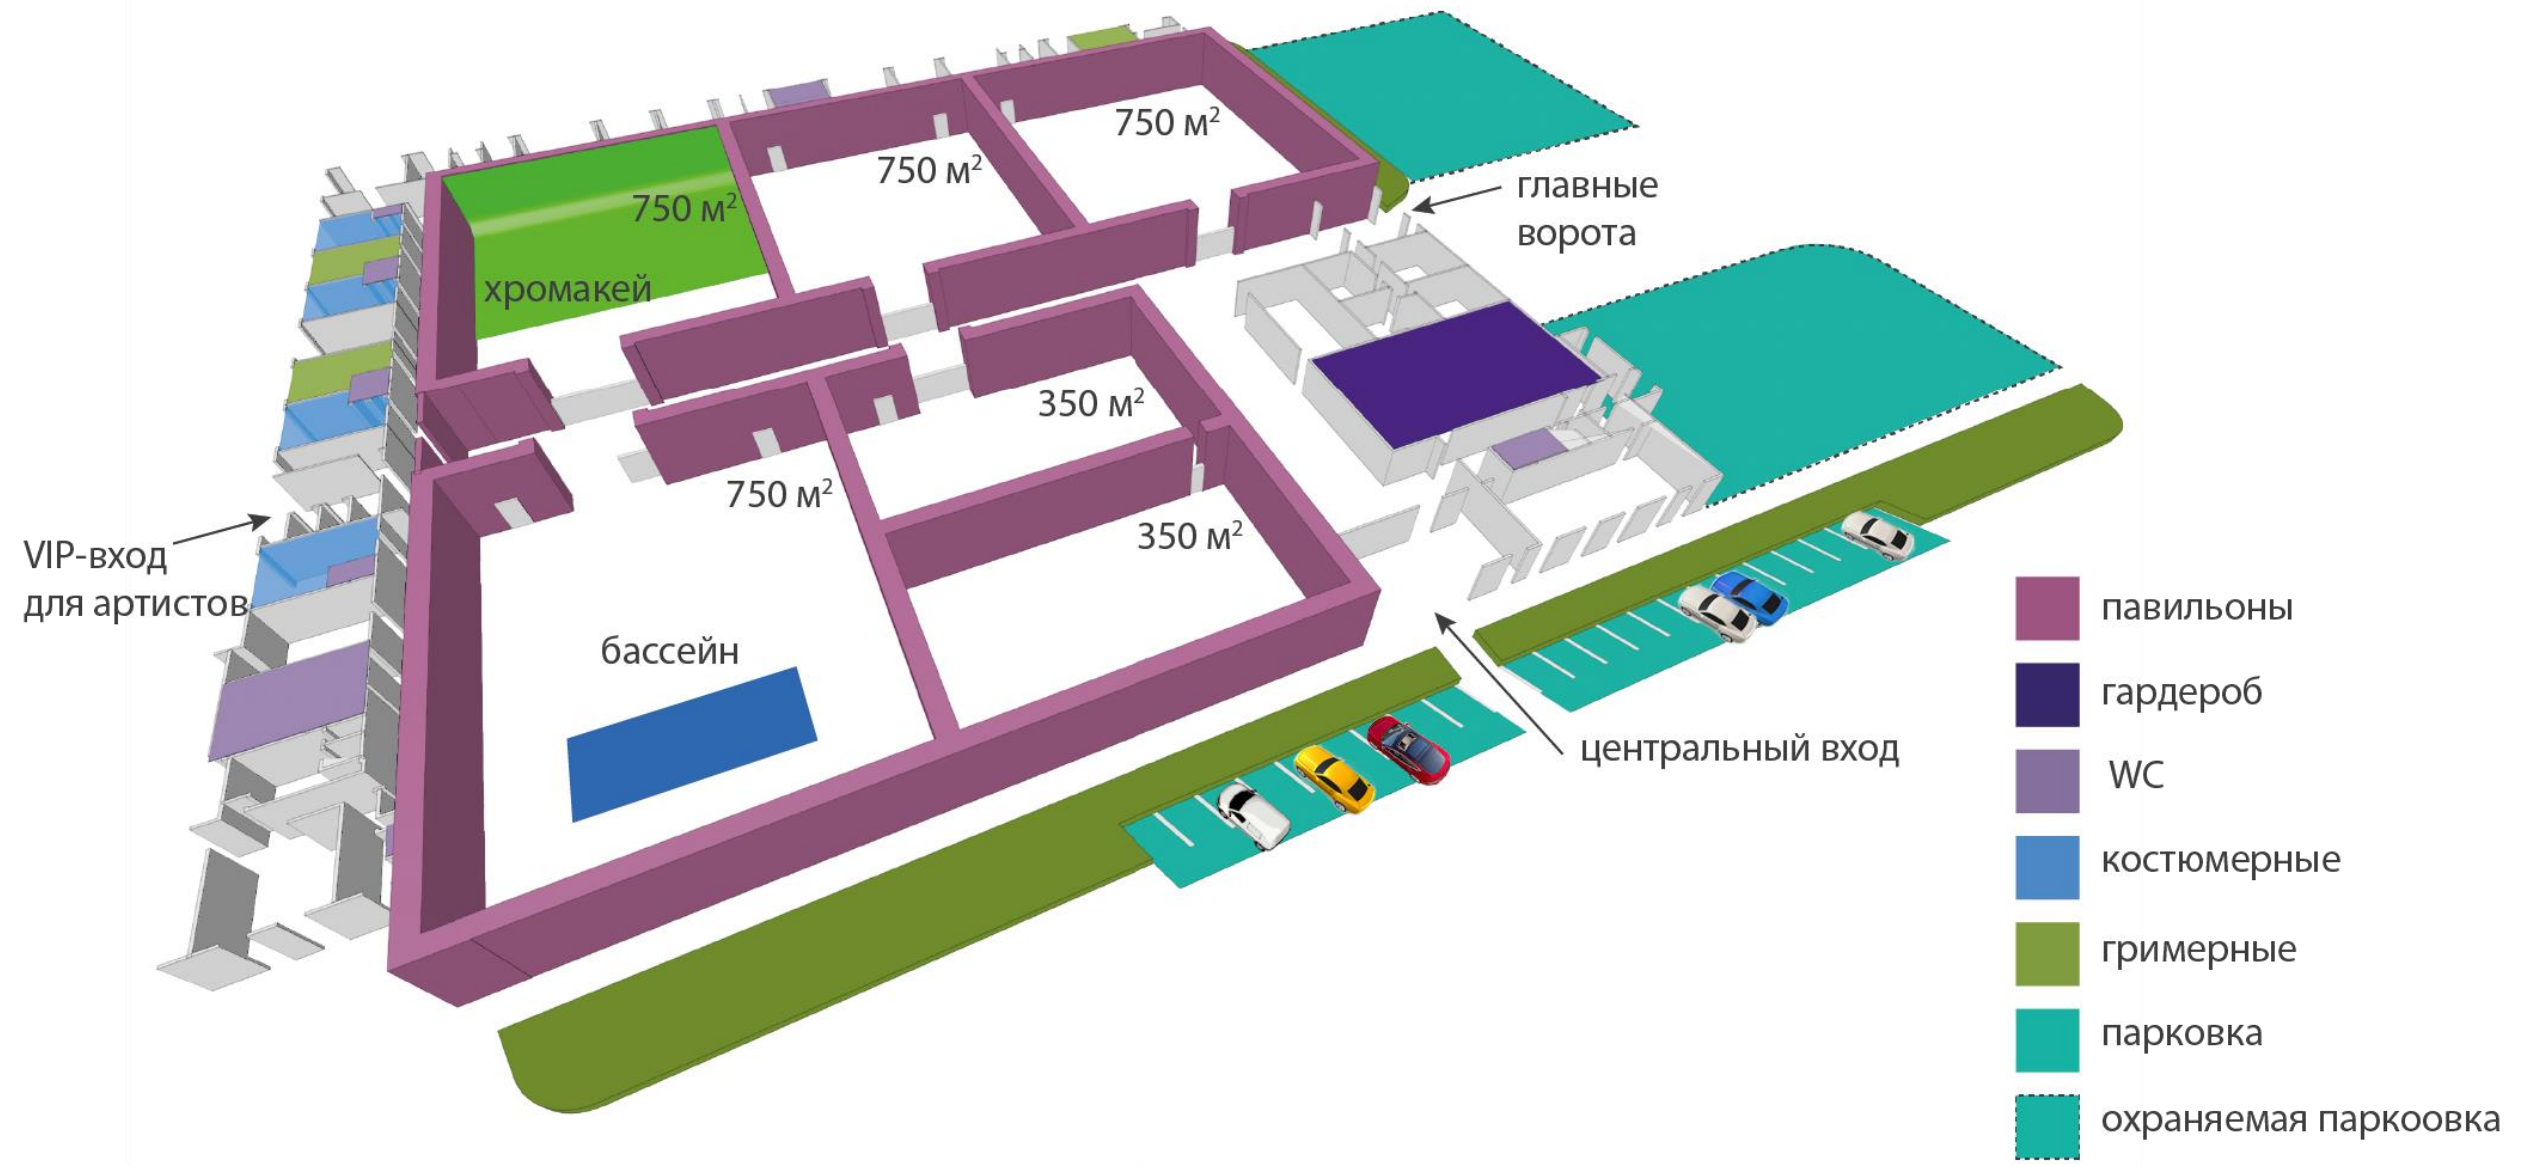 750 м²
750 м²
750 м²
хромакей
главные
ворота
350 м²
750 м²
350 м²
VIP-вход
для артистов
бассейн
центральный вход
павильоны
гардероб
WC
костюмерные
гримерные
парковка
охраняемая паркоовка